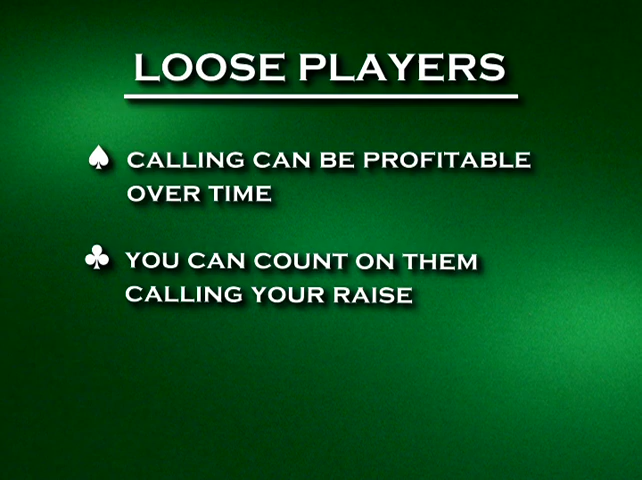 LOOSE PLAYERS
♠ CALLING CAN BE PROFITABLE
OVER TIME
♣ YOU CAN COUNT ON THEM
CALLING YOUR RAISE